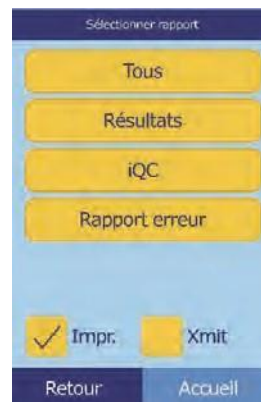 Sélectionner rapport
Tous
Résultats
iQC
Rapport erreur
Impr. Xmit
Retour Accueil